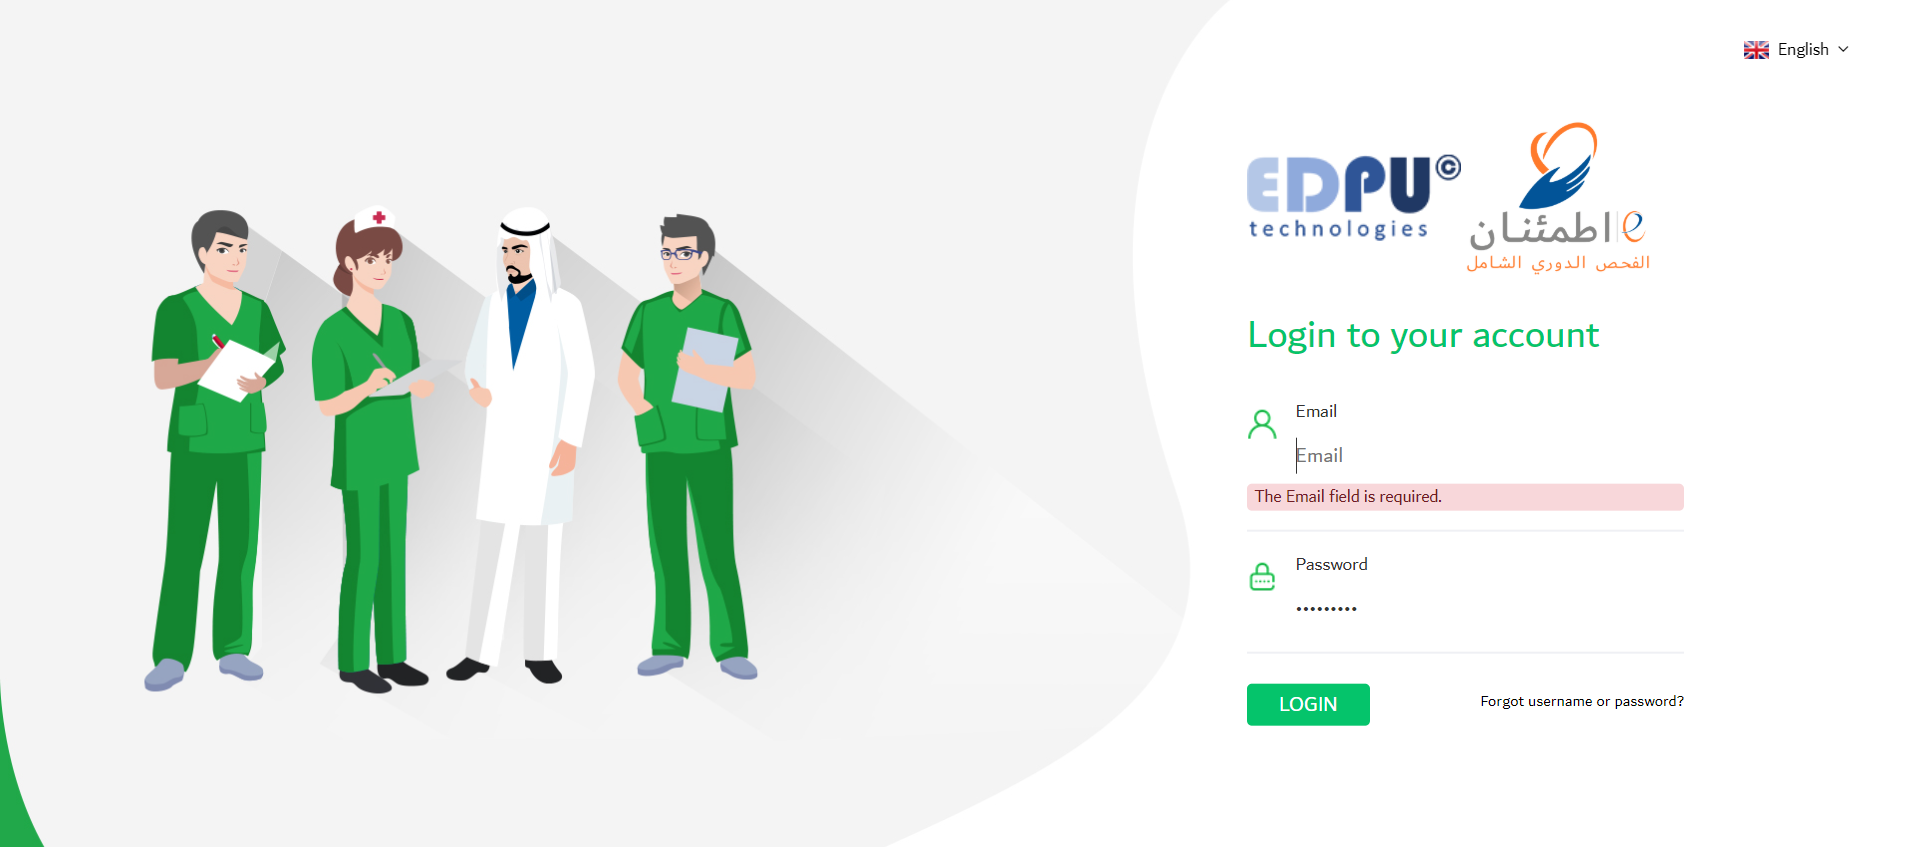 English
EDPU©
technologies
اطمئنان e
الفحص الدوري الشامل
Login to your account
Email
Email
The Email field is required.
Password
•••••••••
LOGIN
Forgot username or password?